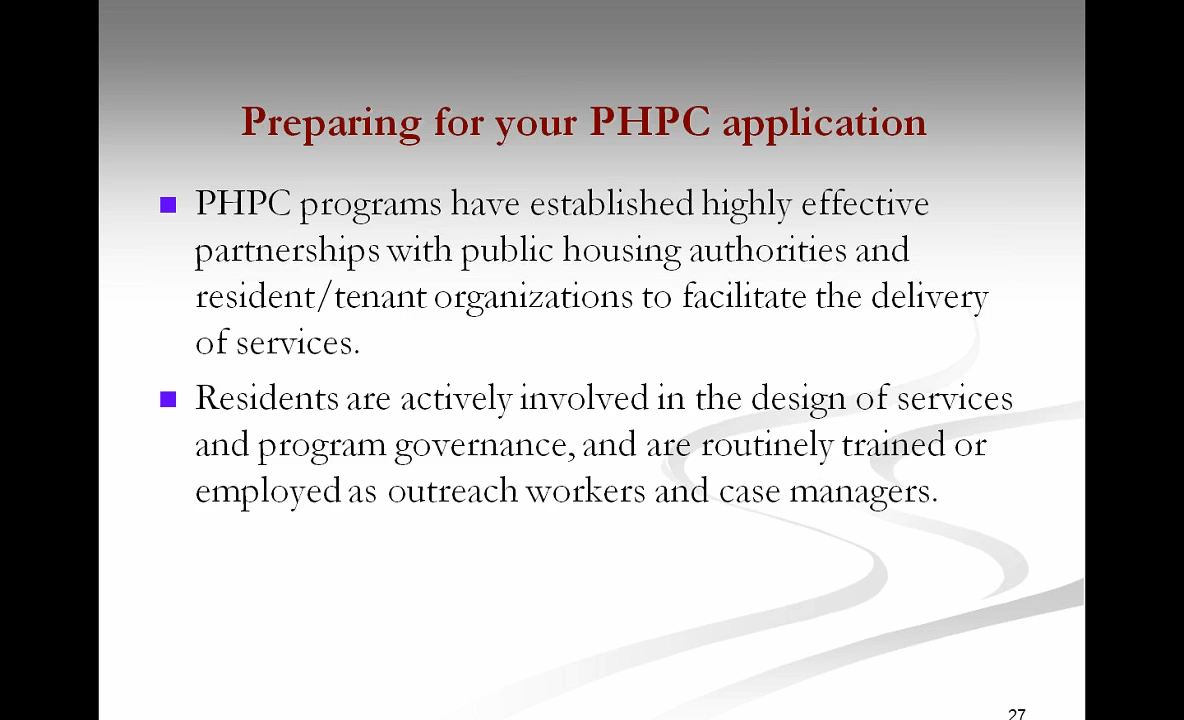 Preparing for your PHPC application
PHPC programs have established highly effective
partnerships with public housing authorities and
resident/tenant organizations to facilitate the delivery
of services.
Residents are actively involved in the design of services
and program governance, and are routinely trained or
employed as outreach workers and case managers.
27